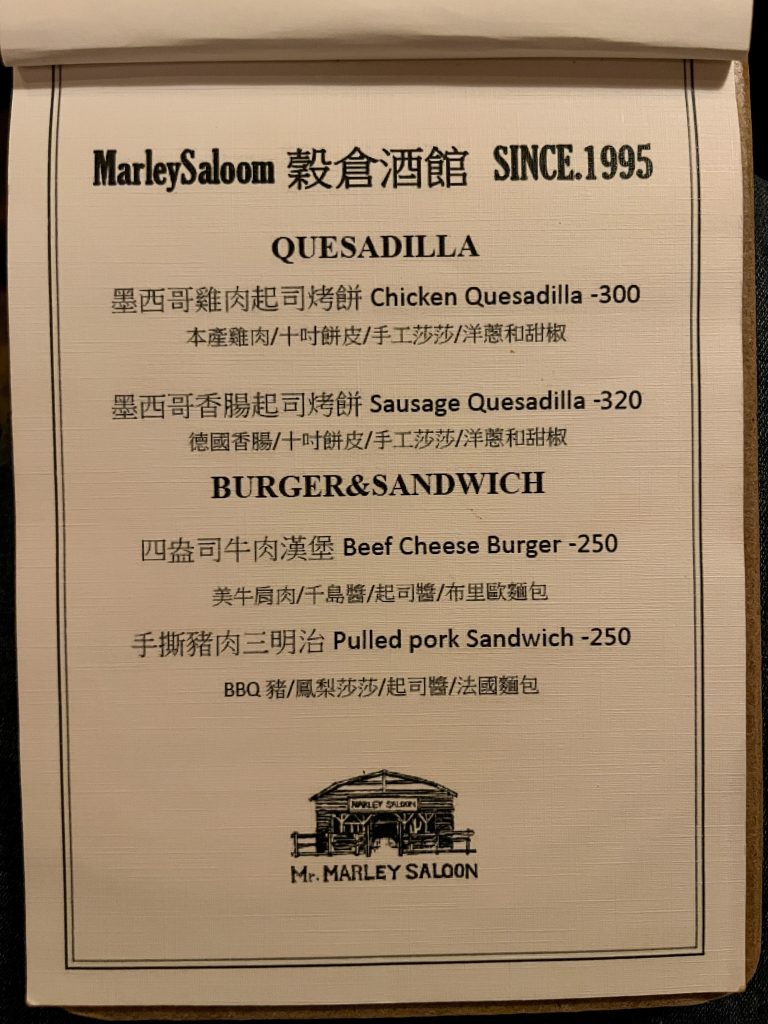 MarleySaloom 穀倉酒館 SINCE.1995
QUESADILLA
墨西哥雞肉起司烤餅 Chicken Quesadilla -300
本產雞肉/十吋餅皮/手工莎莎/洋蔥和甜椒
墨西哥香腸起司烤餅 Sausage Quesadilla -320
德國香腸/十吋餅皮/手工莎莎/洋蔥和甜椒
BURGER&SANDWICH
四盎司牛肉漢堡 Beef Cheese Burger -250
美牛肩肉/千島醬/起司醬/布里歐麵包
手撕豬肉三明治 Pulled pork Sandwich -250
BBQ 豬/鳳梨莎莎/起司醬/法國麵包
MARLEY SALOON
Mr. MARLEY SALOON